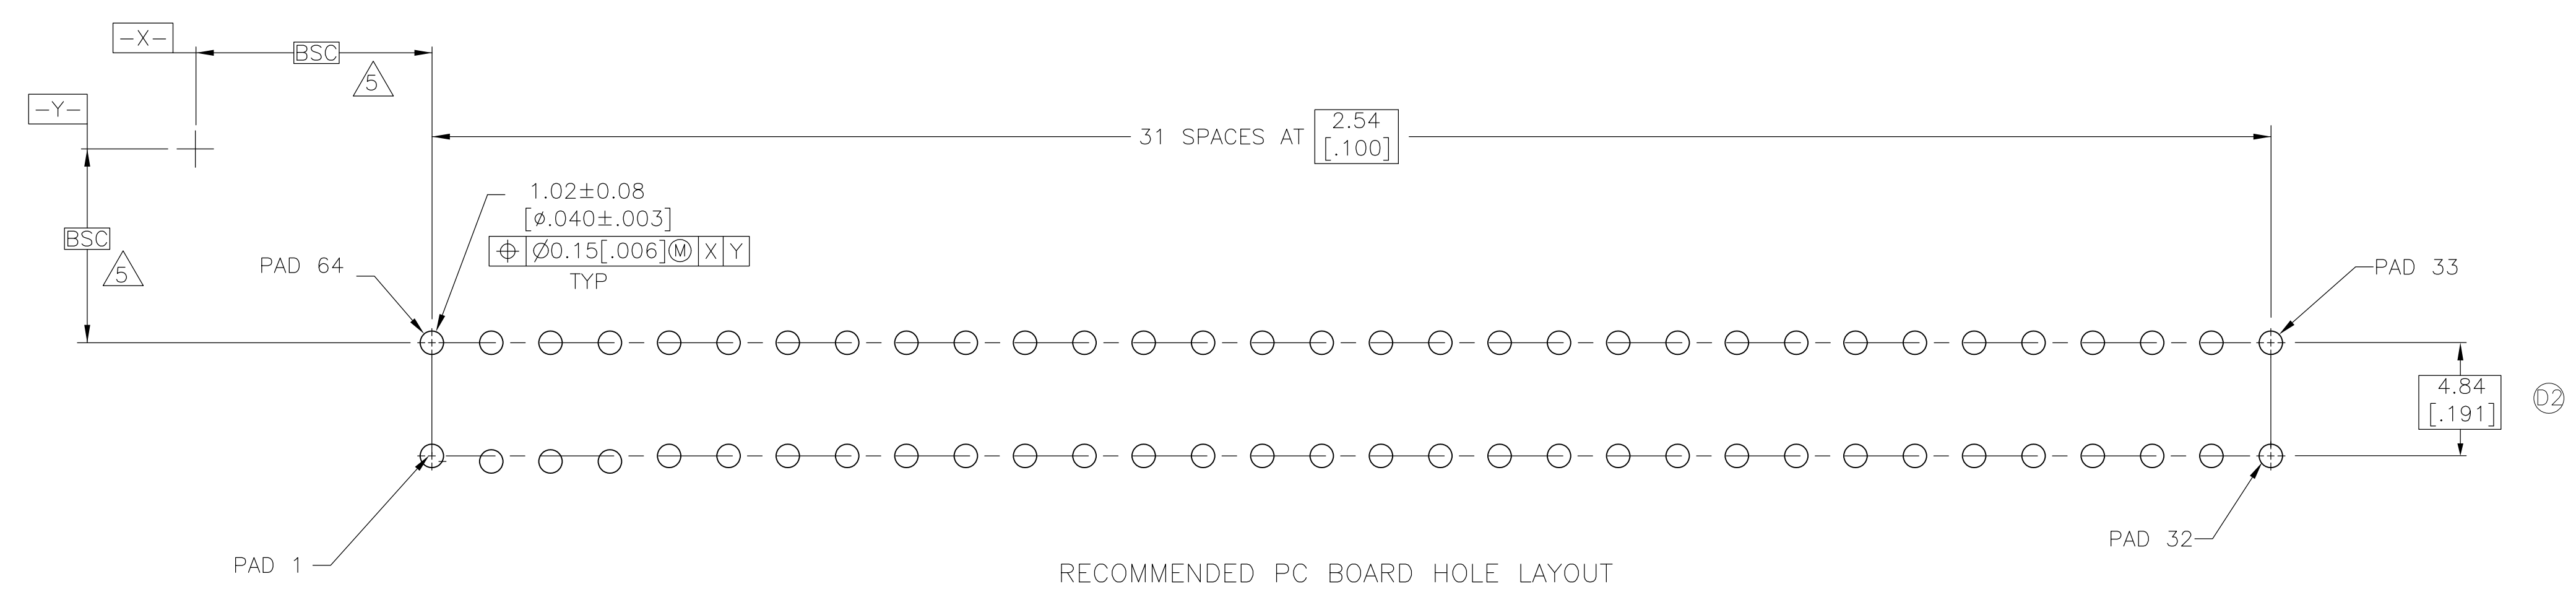 -X-
BSC
5
-Y-
2.54
31 SPACES AT
[.100]
1.02±0.08
[ø.040±.003]
⌖ Ø0.15[.006]Ⓜ X Y
TYP
BSC
5
PAD 64
PAD 33
4.84
[.191]
D2
PAD 1
PAD 32
RECOMMENDED PC BOARD HOLE LAYOUT